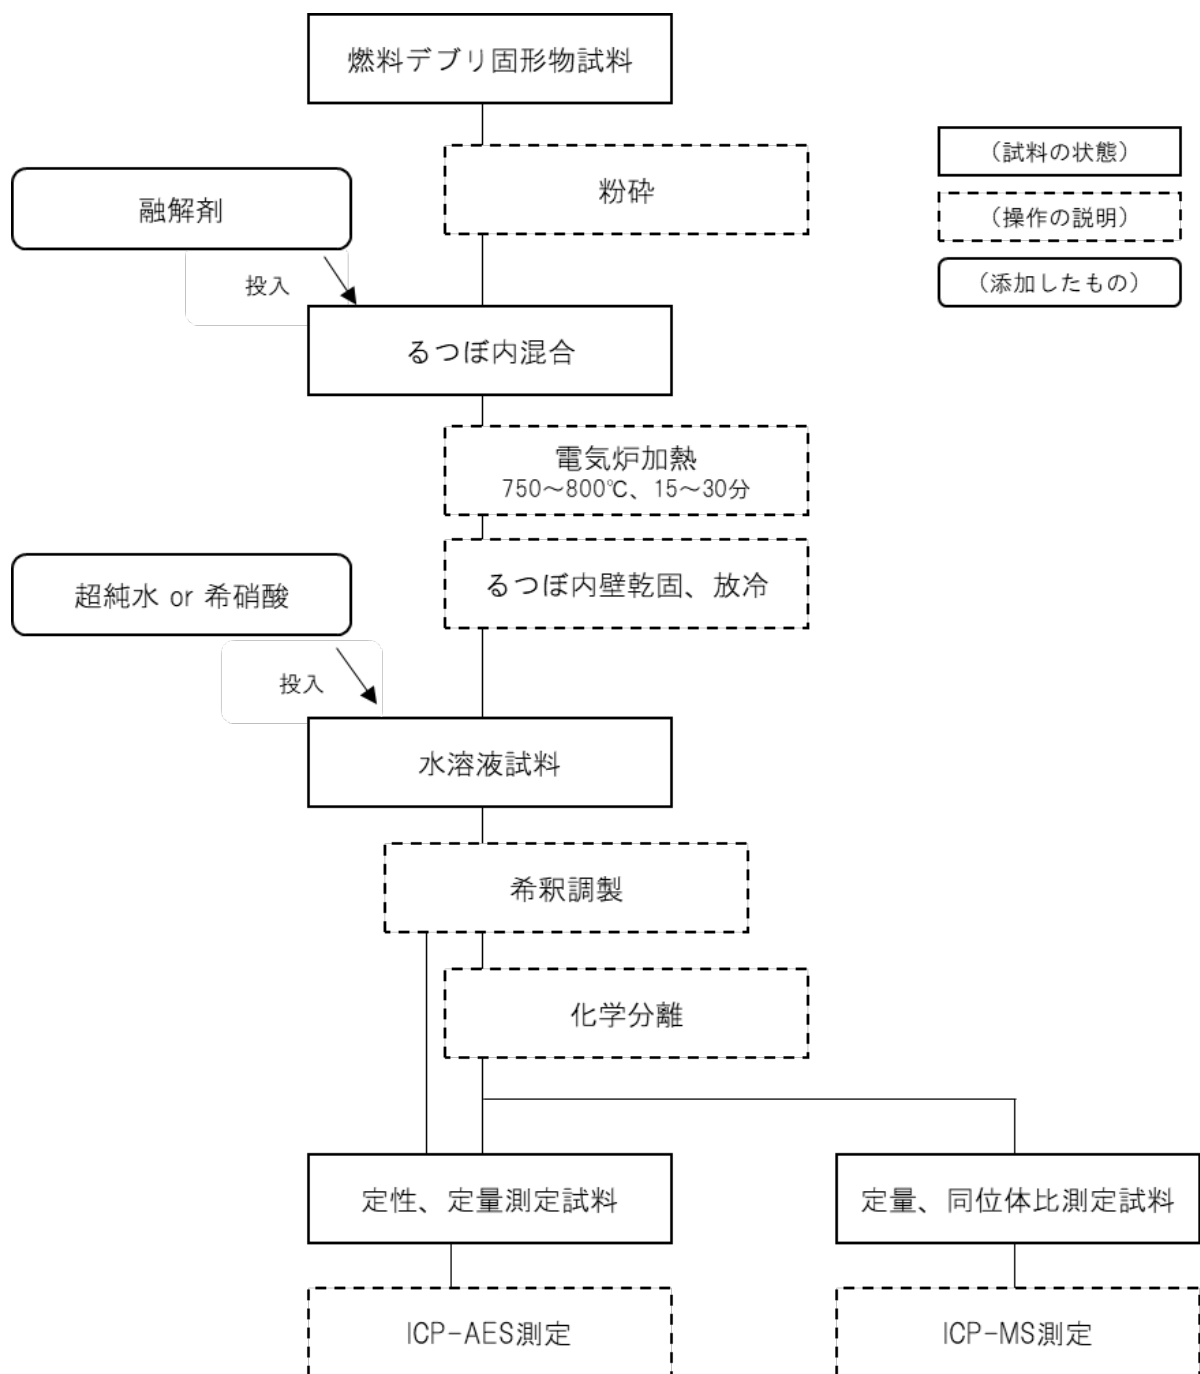 燃料デブリ固形物試料
粉砕
融解剤
投入
るつぼ内混合
電気炉加熱
750～800℃、15～30分
るつぼ内壁乾固、放冷
超純水 or 希硝酸
投入
水溶液試料
希釈調製
化学分離
定性、定量測定試料
定量、同位体比測定試料
ICP-AES測定
ICP-MS測定
（試料の状態）
（操作の説明）
（添加したもの）